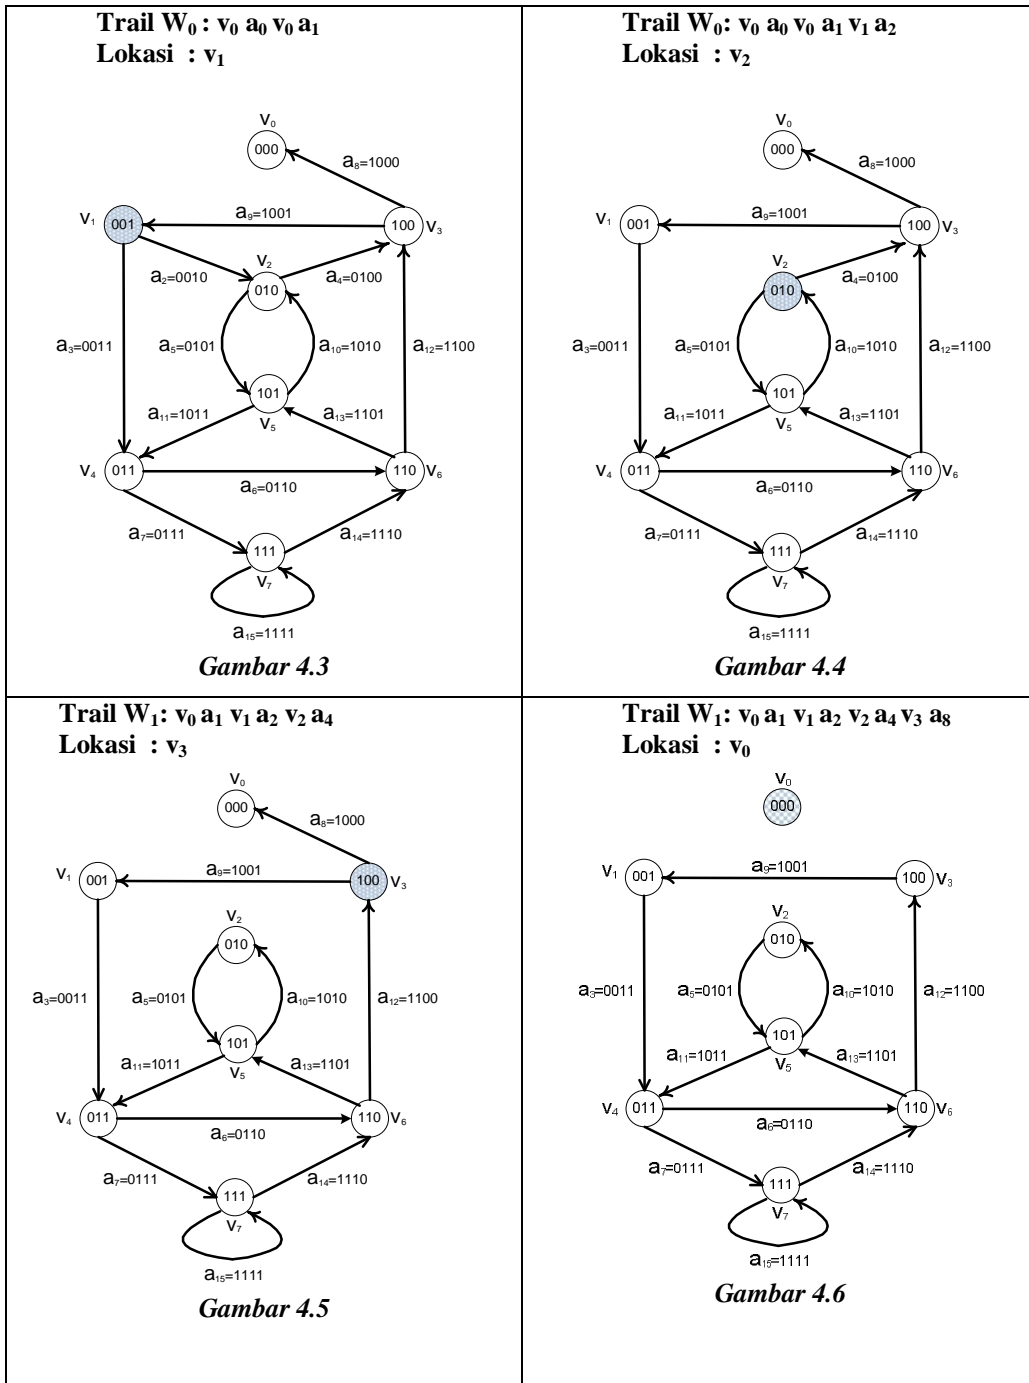 Trail W₀ : v₀ a₀ v₀ a₁
Lokasi : v₁
v₀
000
a₈=1000
v₁
001
a₉=1001
100
v₃
a₂=0010
v₂
010
a₄=0100
a₃=0011
a₅=0101
a₁₀=1010
a₁₂=1100
101
a₁₁=1011
v₅
a₁₃=1101
v₄
011
110
v₆
a₆=0110
a₇=0111
111
a₁₄=1110
v₇
a₁₅=1111
Gambar 4.3
Trail W₀: v₀ a₀ v₀ a₁ v₁ a₂
Lokasi : v₂
v₀
000
a₈=1000
v₁
001
a₉=1001
100
v₃
v₂
010
a₄=0100
a₃=0011
a₅=0101
a₁₀=1010
a₁₂=1100
101
a₁₁=1011
v₅
a₁₃=1101
v₄
011
110
v₆
a₆=0110
a₇=0111
111
a₁₄=1110
v₇
a₁₅=1111
Gambar 4.4
Trail W₁: v₀ a₁ v₁ a₂ v₂ a₄
Lokasi : v₃
v₀
000
a₈=1000
v₁
001
a₉=1001
100
v₃
v₂
010
a₃=0011
a₅=0101
a₁₀=1010
a₁₂=1100
101
a₁₁=1011
v₅
a₁₃=1101
v₄
011
110
v₆
a₆=0110
a₇=0111
111
a₁₄=1110
v₇
a₁₅=1111
Gambar 4.5
Trail W₁: v₀ a₁ v₁ a₂ v₂ a₄ v₃ a₈
Lokasi : v₀
v₀
000
v₁
001
a₉=1001
100
v₃
v₂
010
a₃=0011
a₅=0101
a₁₀=1010
a₁₂=1100
101
a₁₁=1011
v₅
a₁₃=1101
v₄
011
110
v₆
a₆=0110
a₇=0111
111
a₁₄=1110
v₇
a₁₅=1111
Gambar 4.6